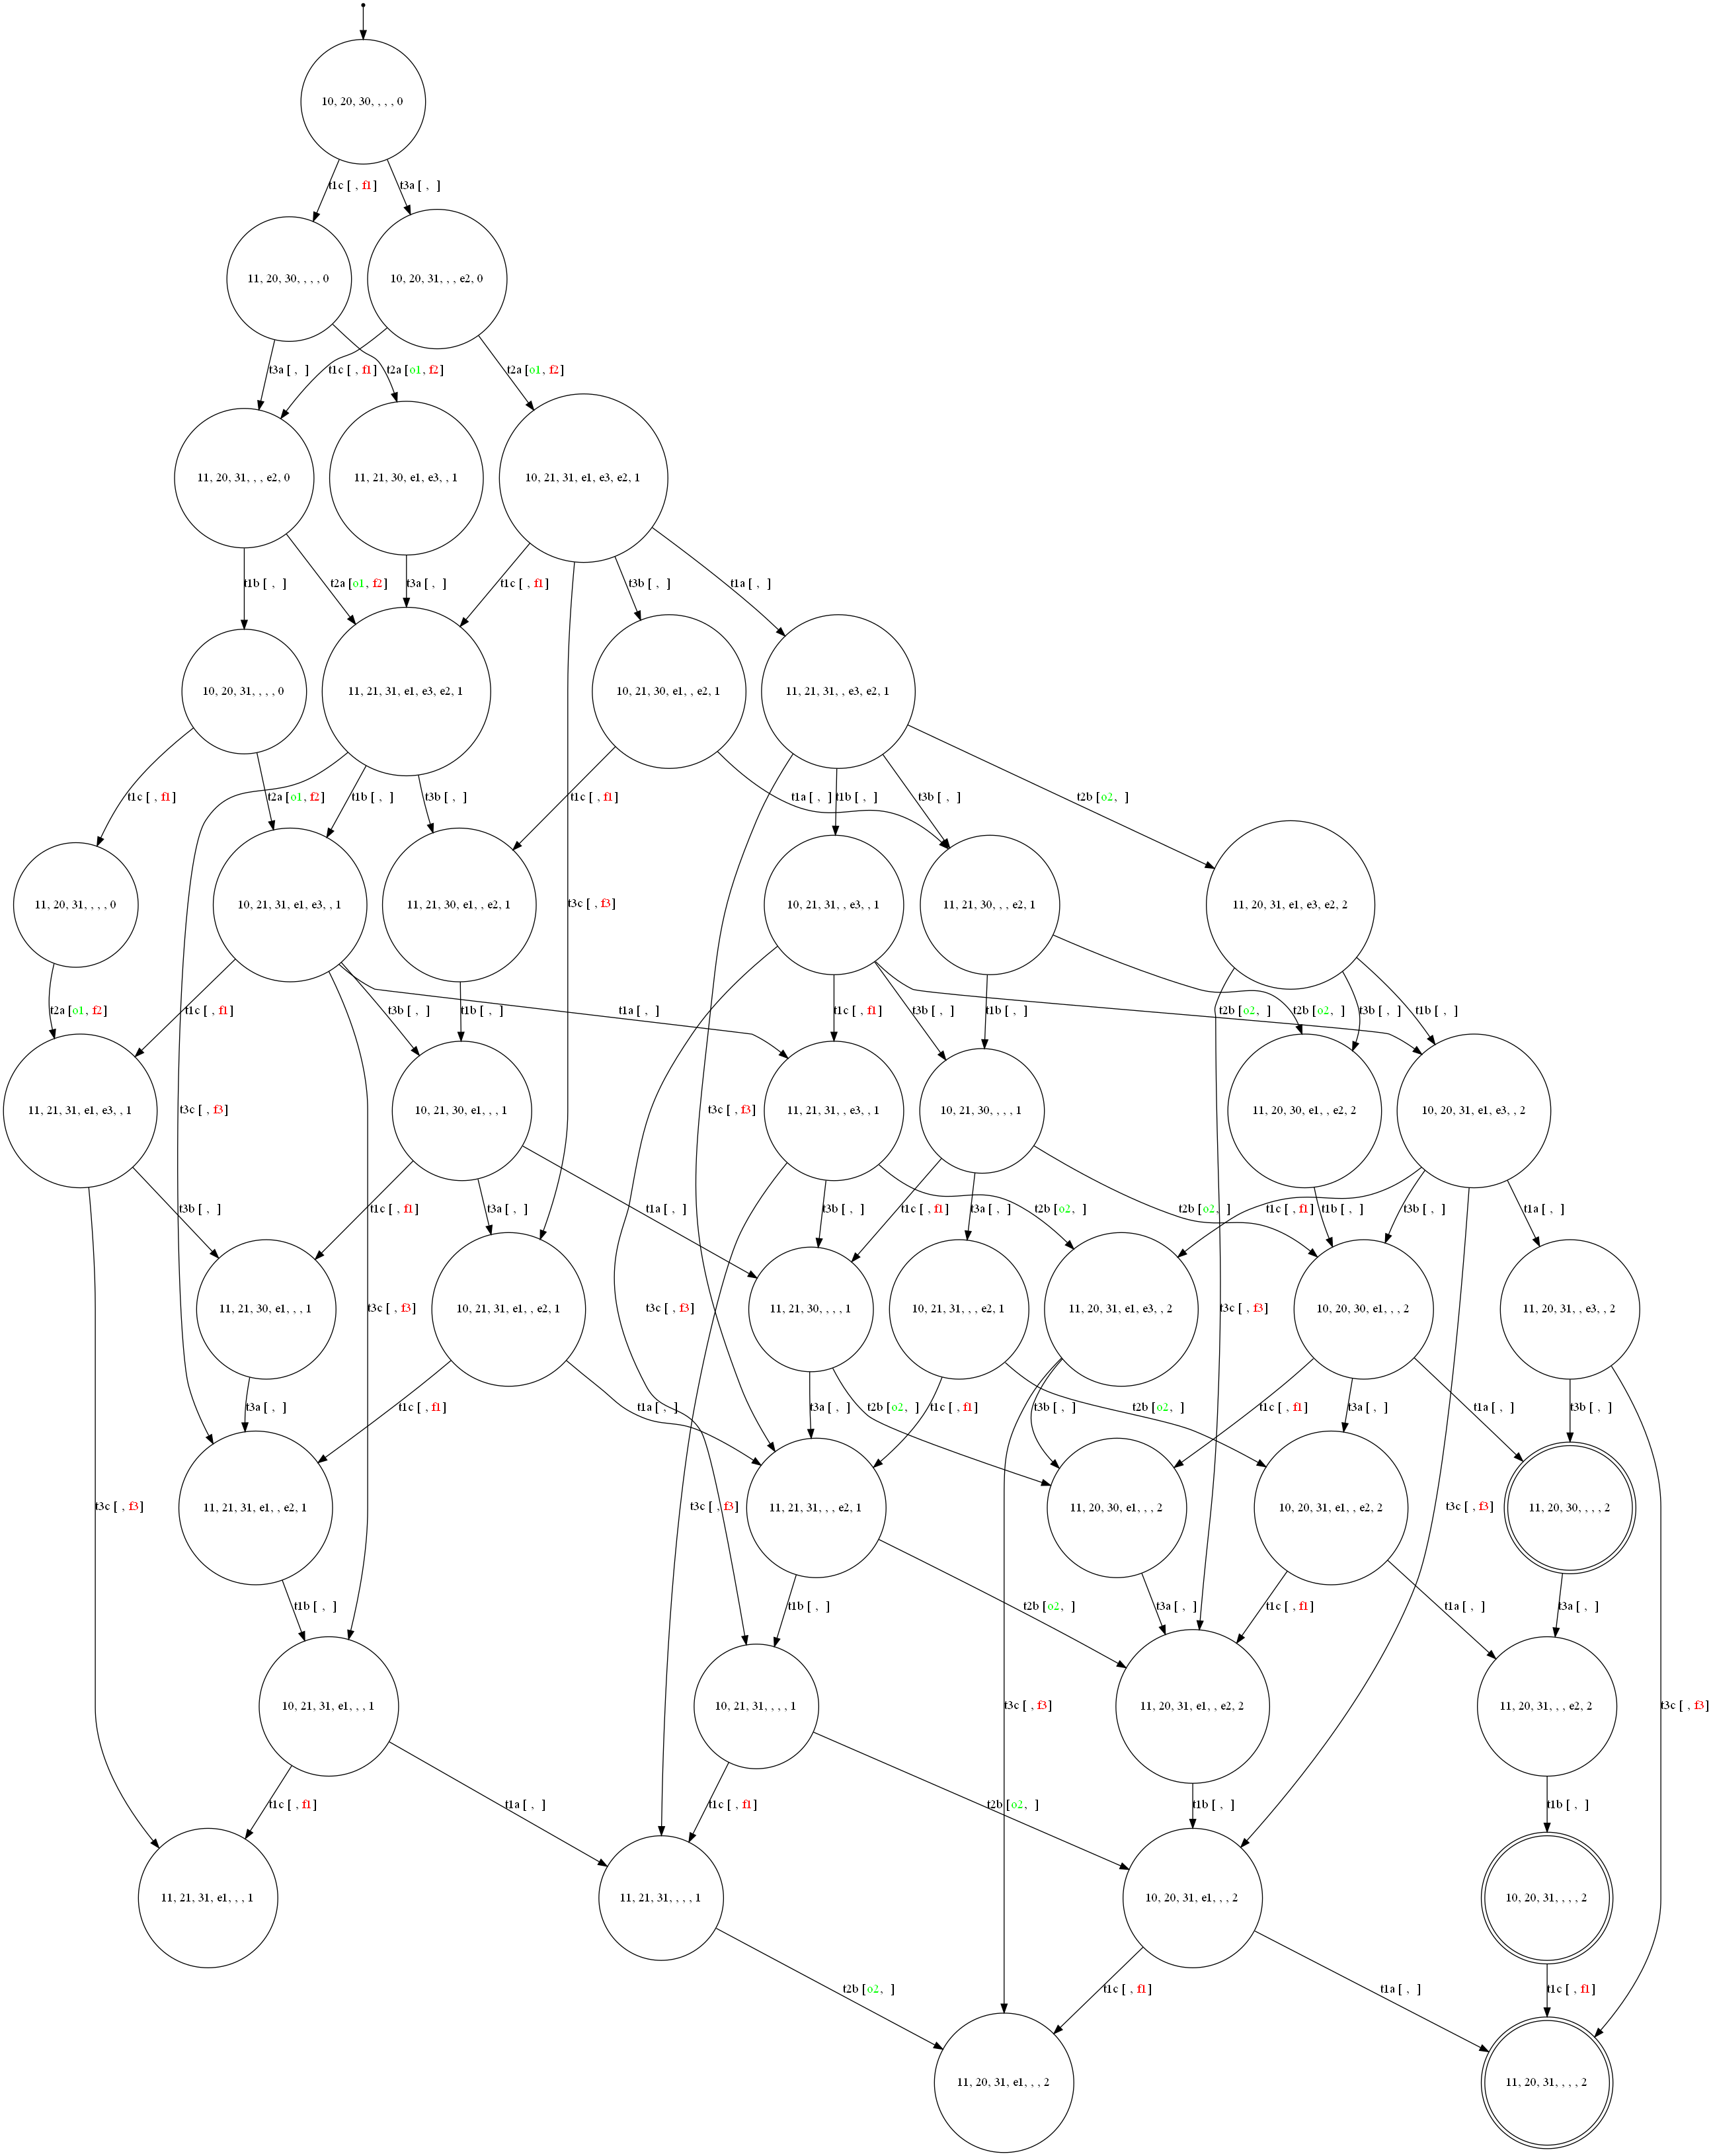 10, 20, 30, , , , 0
t1c [ , f1]
t3a [ , ]
11, 20, 30, , , , 0
10, 20, 31, , , e2, 0
t3a [ , ]
t1c [ , f1]
t2a [o1, f2]
t2a [o1, f2]
11, 20, 31, , , e2, 0
11, 21, 30, e1, e3, , 1
10, 21, 31, e1, e3, e2, 1
t1b [ , ]
t2a [o1, f2]
t3a [ , ]
t1c [ , f1]
t3b [ , ]
t1a [ , ]
10, 20, 31, , , , 0
11, 21, 31, e1, e3, e2, 1
10, 21, 30, e1, , e2, 1
11, 21, 31, , e3, e2, 1
t1c [ , f1]
t2a [o1, f2]
t1b [ , ]
t3b [ , ]
t1c [ , f1]
t1a [ , ]
t1b [ , ]
t3b [ , ]
t2b [o2, ]
11, 20, 31, , , , 0
10, 21, 31, e1, e3, , 1
11, 21, 30, e1, , e2, 1
t3c [ , f3]
10, 21, 31, , e3, , 1
11, 21, 30, , , e2, 1
11, 20, 31, e1, e3, e2, 2
t2a [o1, f2]
t1c [ , f1]
t3b [ , ]
t1b [ , ]
t1a [ , ]
t1c [ , f1]
t3b [ , ]
t1b [ , ]
t2b [o2, ]
t2b [o2, ]
t3b [ , ]
t1b [ , ]
11, 21, 31, e1, e3, , 1
t3c [ , f3]
10, 21, 30, e1, , , 1
t3c [ , f3]
11, 21, 31, , e3, , 1
10, 21, 30, , , , 1
11, 20, 30, e1, , e2, 2
10, 20, 31, e1, e3, , 2
t3b [ , ]
t1c [ , f1]
t3a [ , ]
t1a [ , ]
t3b [ , ]
t1c [ , f1]
t3a [ , ]
t2b [o2, ]
t2b [o2, ]
t1c [ , f1]
t1b [ , ]
t3b [ , ]
t1a [ , ]
11, 21, 30, e1, , , 1
t3c [ , f3]
10, 21, 31, e1, , e2, 1
t3c [ , f3]
11, 21, 30, , , , 1
10, 21, 31, , , e2, 1
11, 20, 31, e1, e3, , 2
t3c [ , f3]
10, 20, 30, e1, , , 2
11, 20, 31, , e3, , 2
t3a [ , ]
t1c [ , f1]
t1a [ , ]
t3a [ , ]
t2b [o2, ]
t1c [ , f1]
t3b [ , ]
t2b [o2, ]
t1c [ , f1]
t3a [ , ]
t1a [ , ]
t3b [ , ]
t3c [ , f3]
11, 21, 31, e1, , e2, 1
t3c [ , f3]
11, 21, 31, , , e2, 1
11, 20, 30, e1, , , 2
10, 20, 31, e1, , e2, 2
t3c [ , f3]
11, 20, 30, , , , 2
t1b [ , ]
t1b [ , ]
t2b [o2, ]
t3a [ , ]
t1c [ , f1]
t1a [ , ]
t3a [ , ]
10, 21, 31, e1, , , 1
10, 21, 31, , , , 1
t3c [ , f3]
11, 20, 31, e1, , e2, 2
11, 20, 31, , , e2, 2
t3c [ , f3]
t1c [ , f1]
t1a [ , ]
t1c [ , f1]
t2b [o2, ]
t1b [ , ]
t1b [ , ]
11, 21, 31, e1, , , 1
11, 21, 31, , , , 1
10, 20, 31, e1, , , 2
10, 20, 31, , , , 2
t2b [o2, ]
t1c [ , f1]
t1a [ , ]
t1c [ , f1]
11, 20, 31, e1, , , 2
11, 20, 31, , , , 2